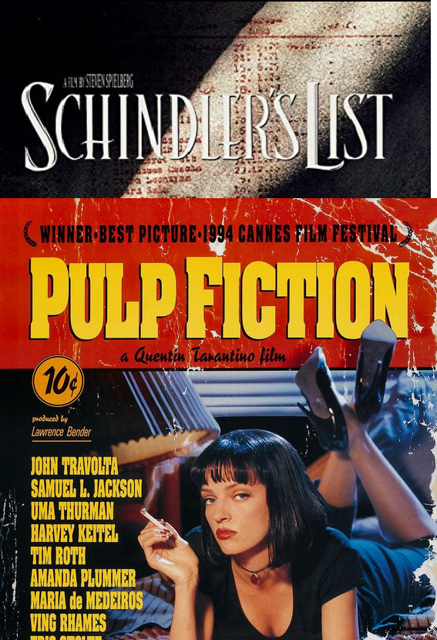 A FILM BY STEVEN SPIELBERG
SCHINDLER'S LIST
WINNER·BEST PICTURE·1994 CANNES FILM FESTIVAL
PULP FICTION
a Quentin Tarantino film
10¢
produced by
Lawrence Bender
JOHN TRAVOLTA
SAMUEL L. JACKSON
UMA THURMAN
HARVEY KEITEL
TIM ROTH
AMANDA PLUMMER
MARIA de MEDEIROS
VING RHAMES
ERIC STOLTZ